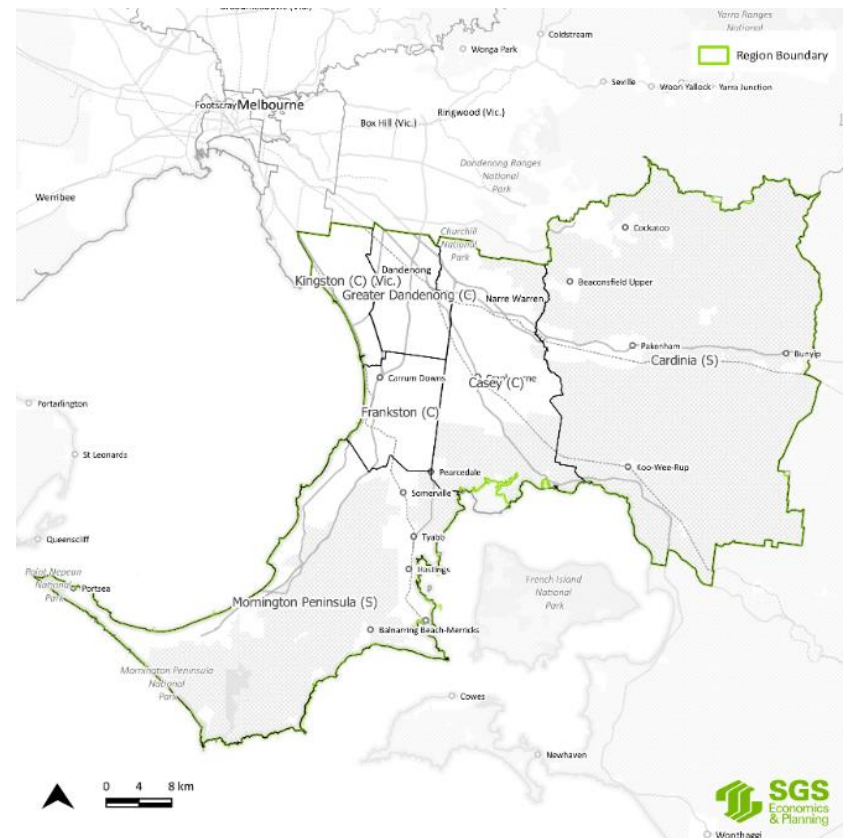 Yarra Ranges
National
Coldstream
Wonga Park
Region Boundary
Seville
Woori Yallock
Yarra Junction
Footscray
Melbourne
Ringwood (Vic.)
Box Hill (Vic.)
Dandenong Ranges
National
Park
Werribee
Churchill
National
Park
Cockatoo
Dandenong
Kingston (C) (Vic.)
Beaconsfield Upper
Greater Dandenong (C)
Narre Warren
Pakenham
Bunyip
Cardinia (S)
Carrum Downs
Casey (C)
Portarlington
Frankston (C)
St Leonards
Pearcedale
Koo-Wee-Rup
Somerville
Tyabb
Queenscliff
Hastings
Point Nepean
National
Park
Portsea
French Island
National
Park
Mornington Peninsula (S)
Balnarring Beach-Merricks
Mornington Peninsula
National
Park
Cowes
Newhaven
0 4 8 km
SGS
Economics
& Planning
Wonthaggi